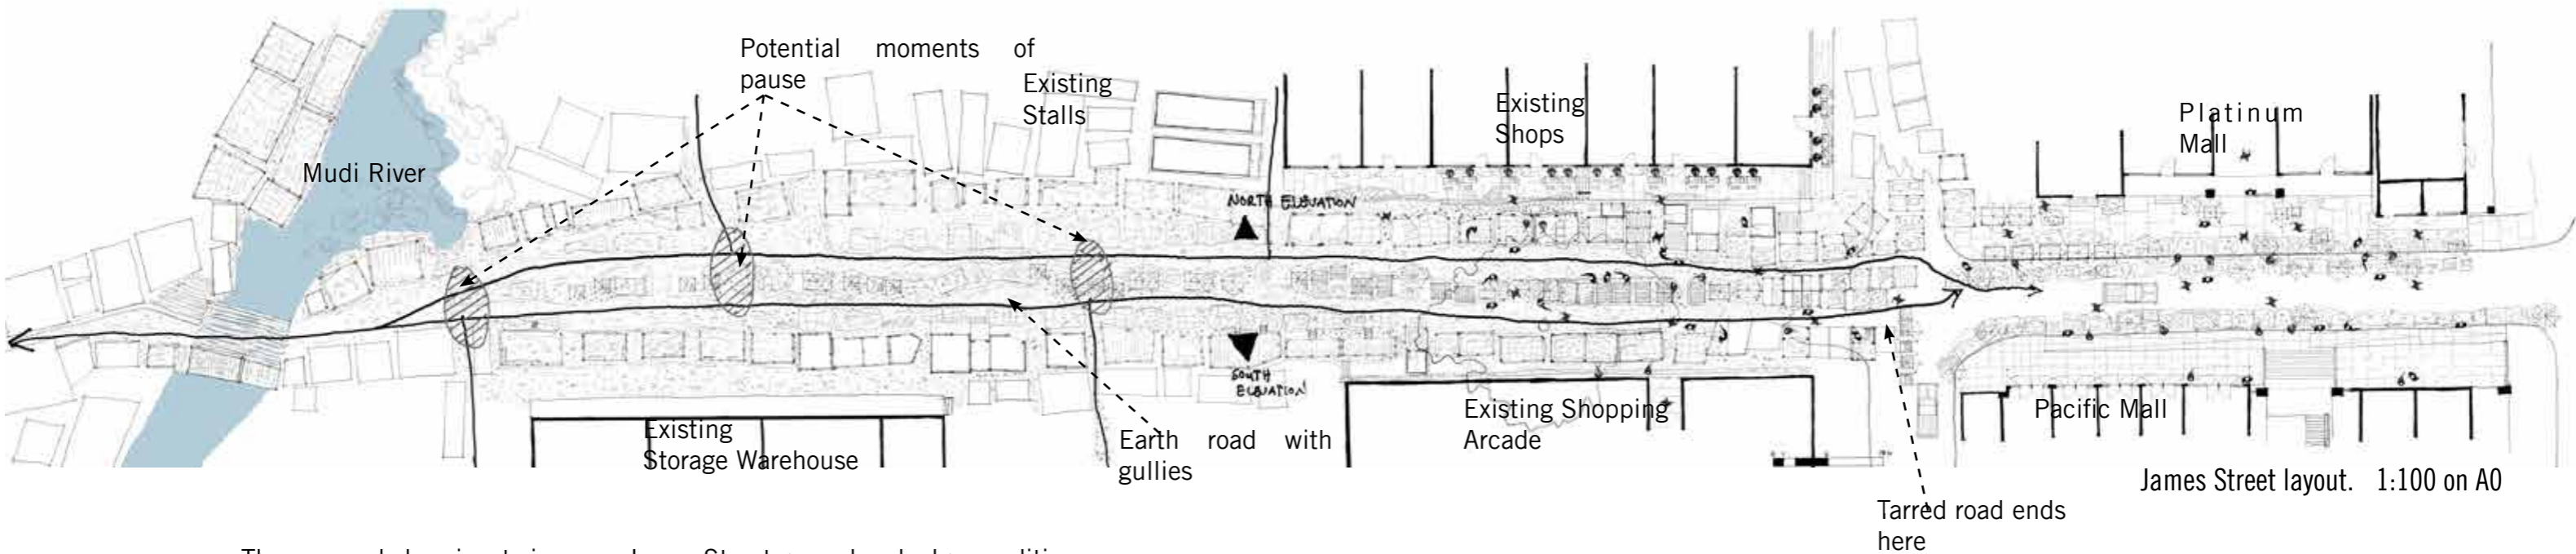 Potential moments of
pause
Existing
Stalls
Existing
Shops
Platinum
Mall
Mudi River
NORTH ELEVATION
SOUTH
ELEVATION
Existing
Storage Warehouse
Earth road with
gullies
Existing Shopping
Arcade
Pacific Mall
James Street layout. 1:100 on A0
Tarred road ends
here